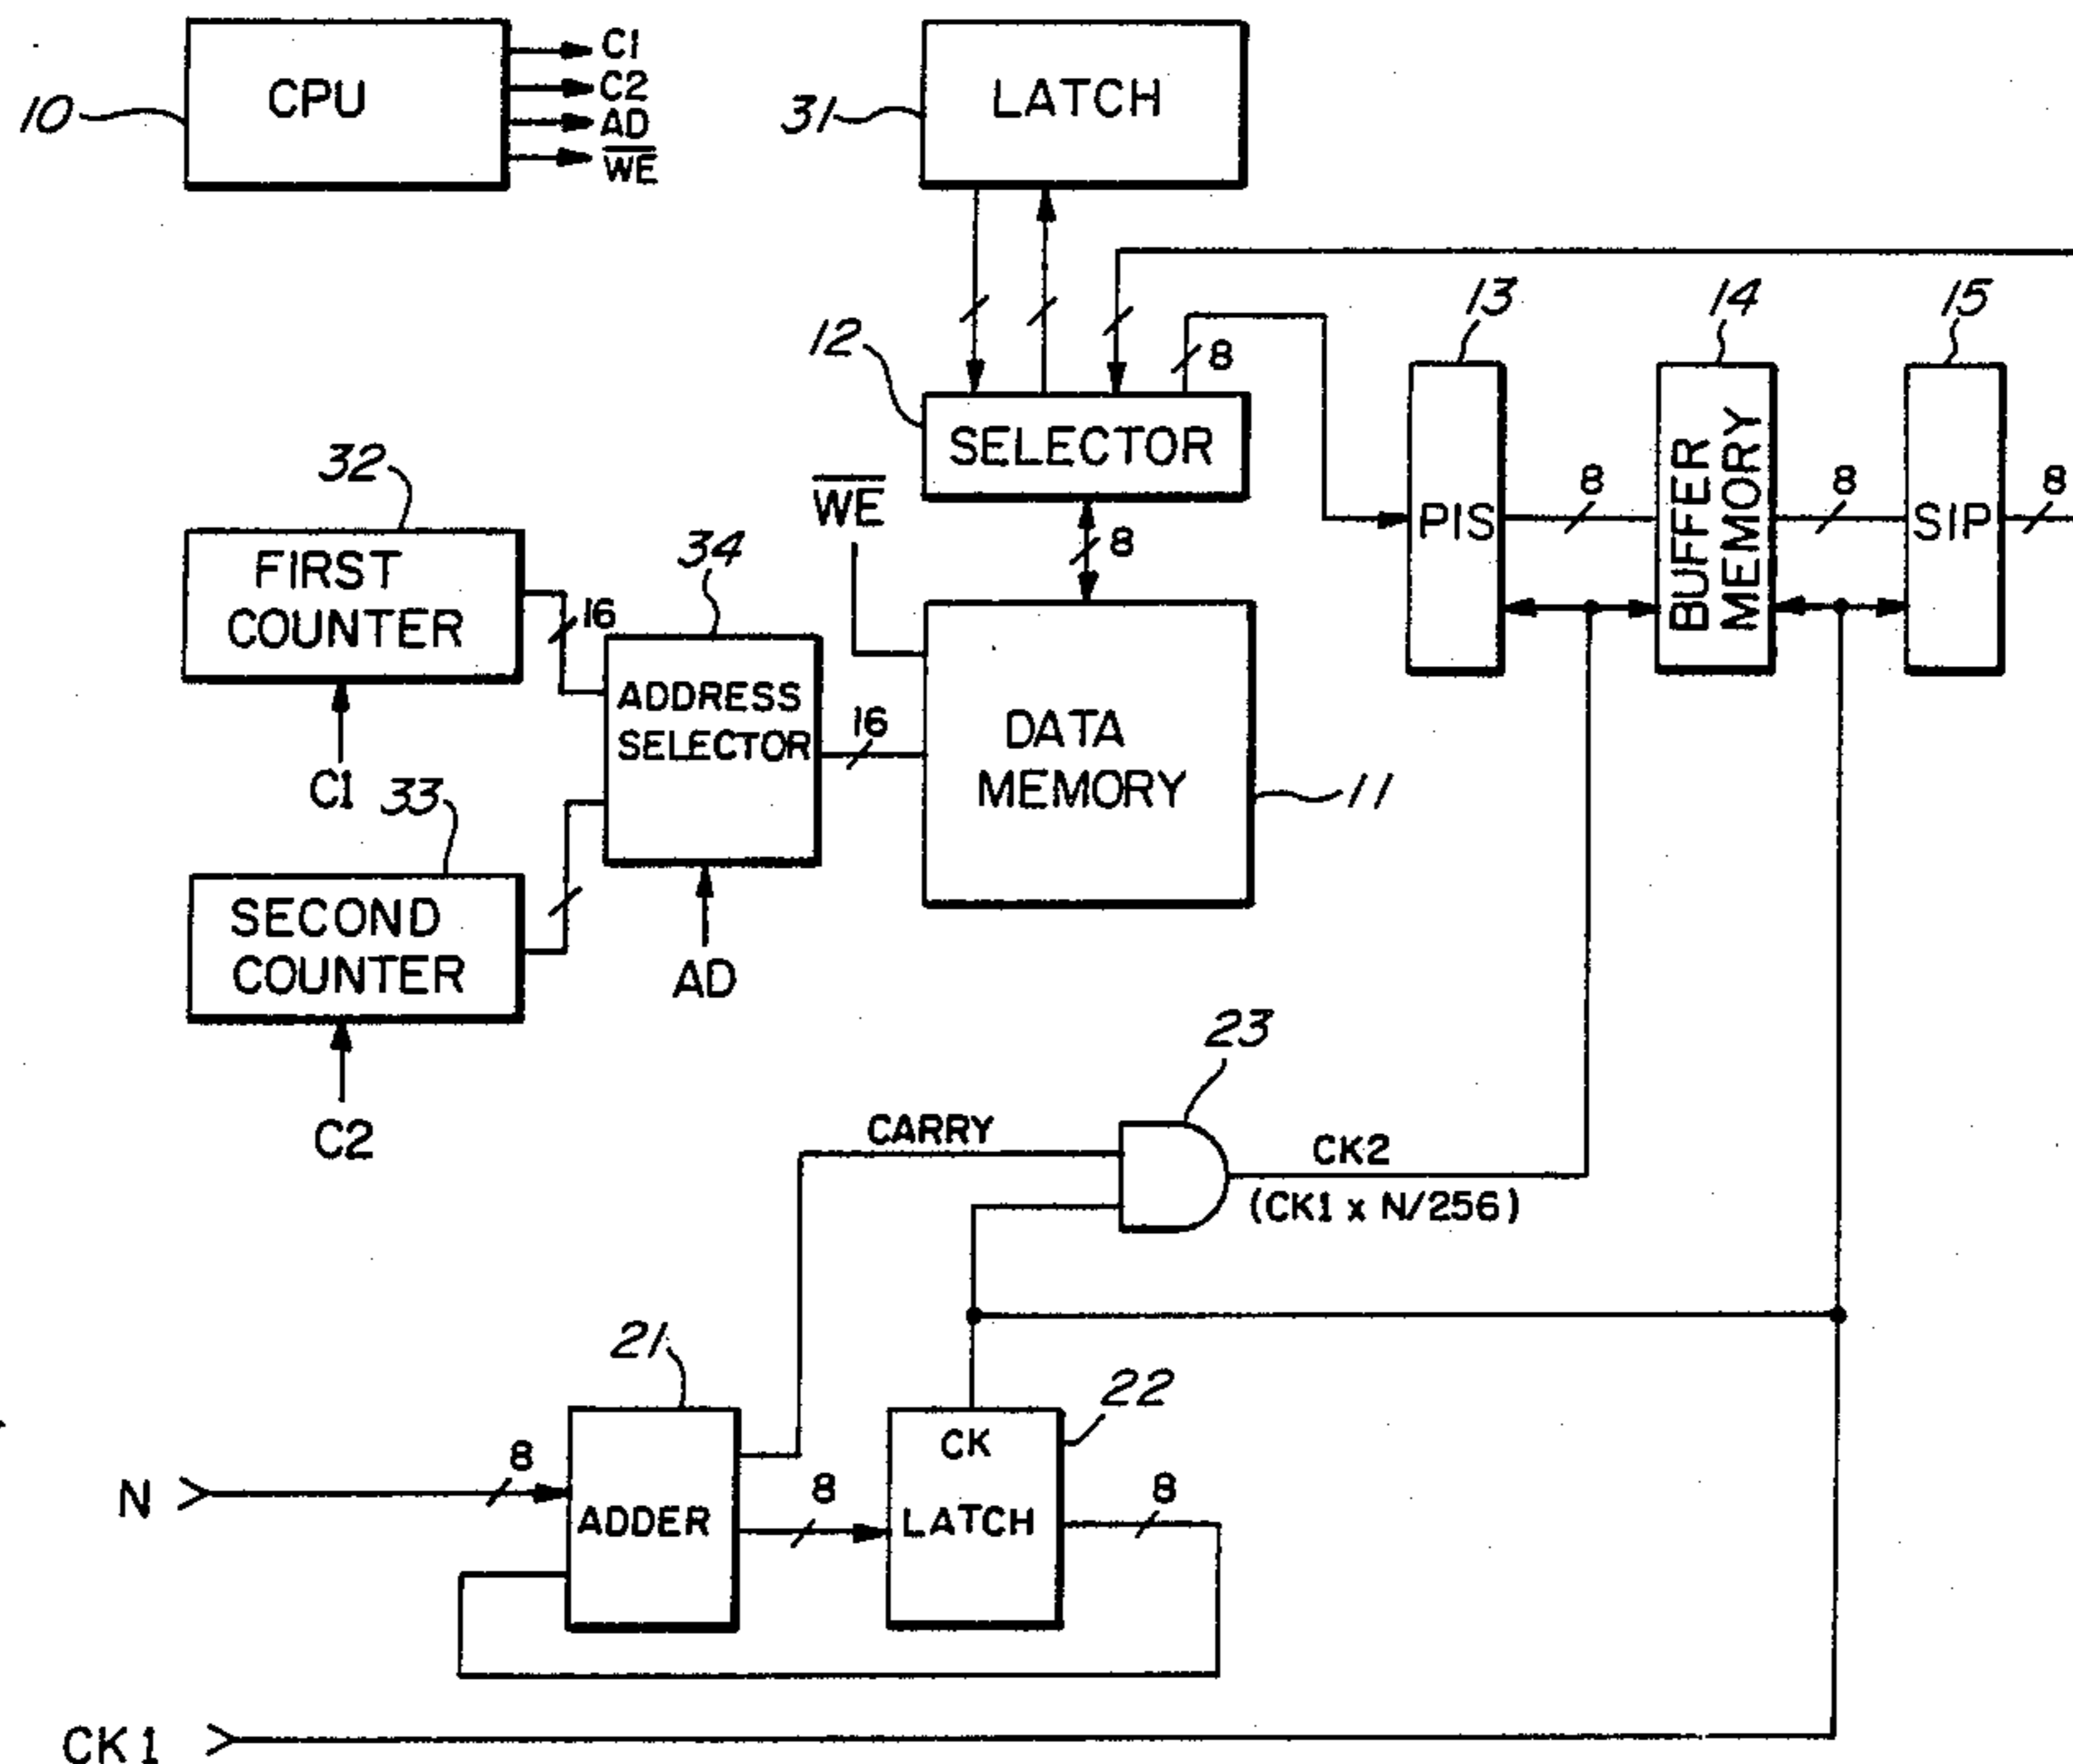 10
CPU
C1
C2
AD
WE
31
LATCH
12
8
SELECTOR
13
14
15
PIS
8
BUFFER
MEMORY
8
SIP
8
32
FIRST
COUNTER
16
C1
WE
8
34
ADDRESS
SELECTOR
16
DATA
MEMORY
11
33
SECOND
COUNTER
C2
AD
23
CARRY
CK2
(CK1 x N/256)
21
22
N
8
ADDER
8
CK
LATCH
8
CK1